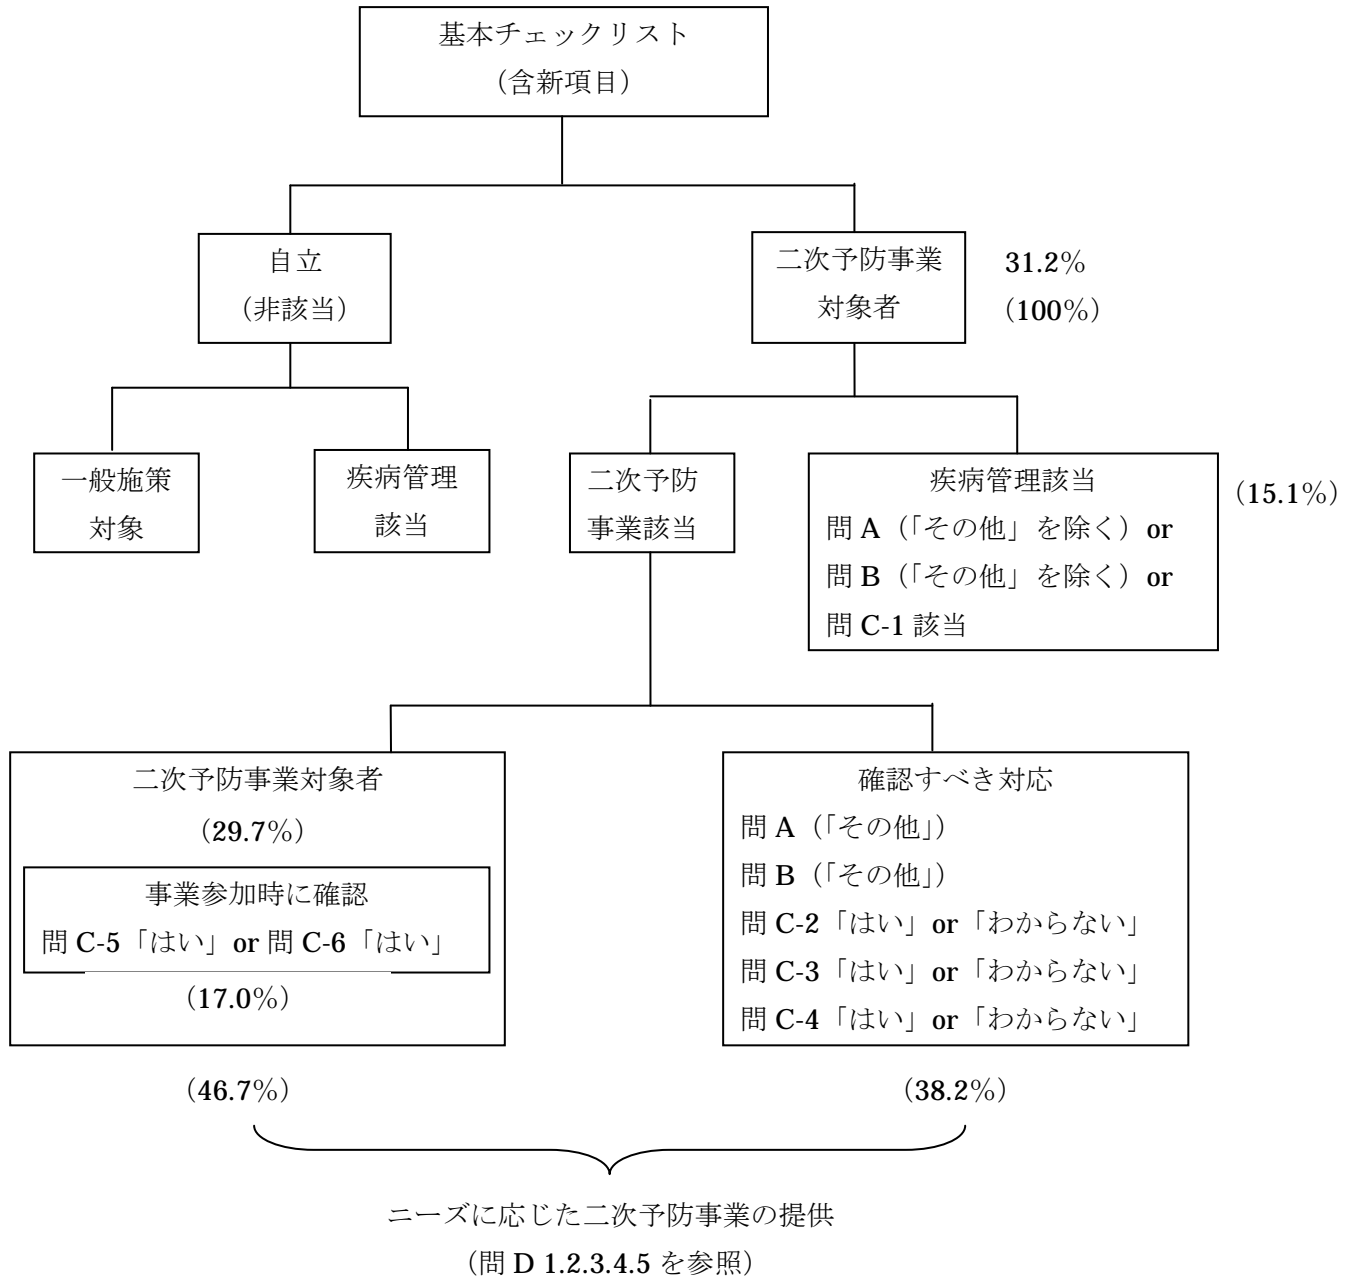 基本チェックリスト
（含新項目）
自立
（非該当）
二次予防事業
対象者
31.2%
（100%）
一般施策
対象
疾病管理
該当
二次予防
事業該当
疾病管理該当
問 A（「その他」を除く）or
問 B（「その他」を除く）or
問 C-1 該当
（15.1%）
二次予防事業対象者
（29.7%）
事業参加時に確認
問 C-5「はい」or 問 C-6「はい」
（17.0%）
（46.7%）
確認すべき対応
問 A（「その他」）
問 B（「その他」）
問 C-2「はい」or「わからない」
問 C-3「はい」or「わからない」
問 C-4「はい」or「わからない」
（38.2%）
ニーズに応じた二次予防事業の提供
（問 D 1.2.3.4.5 を参照）